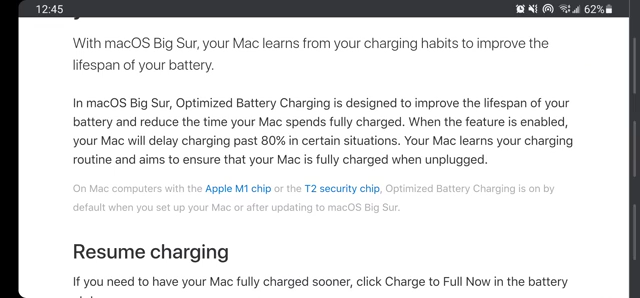 12:45 62%
With macOS Big Sur, your Mac learns from your charging habits to improve the
lifespan of your battery.
In macOS Big Sur, Optimized Battery Charging is designed to improve the lifespan of your
battery and reduce the time your Mac spends fully charged. When the feature is enabled,
your Mac will delay charging past 80% in certain situations. Your Mac learns your charging
routine and aims to ensure that your Mac is fully charged when unplugged.
On Mac computers with the Apple M1 chip or the T2 security chip, Optimized Battery Charging is on by
default when you set up your Mac or after updating to macOS Big Sur.
Resume charging
If you need to have your Mac fully charged sooner, click Charge to Full Now in the battery